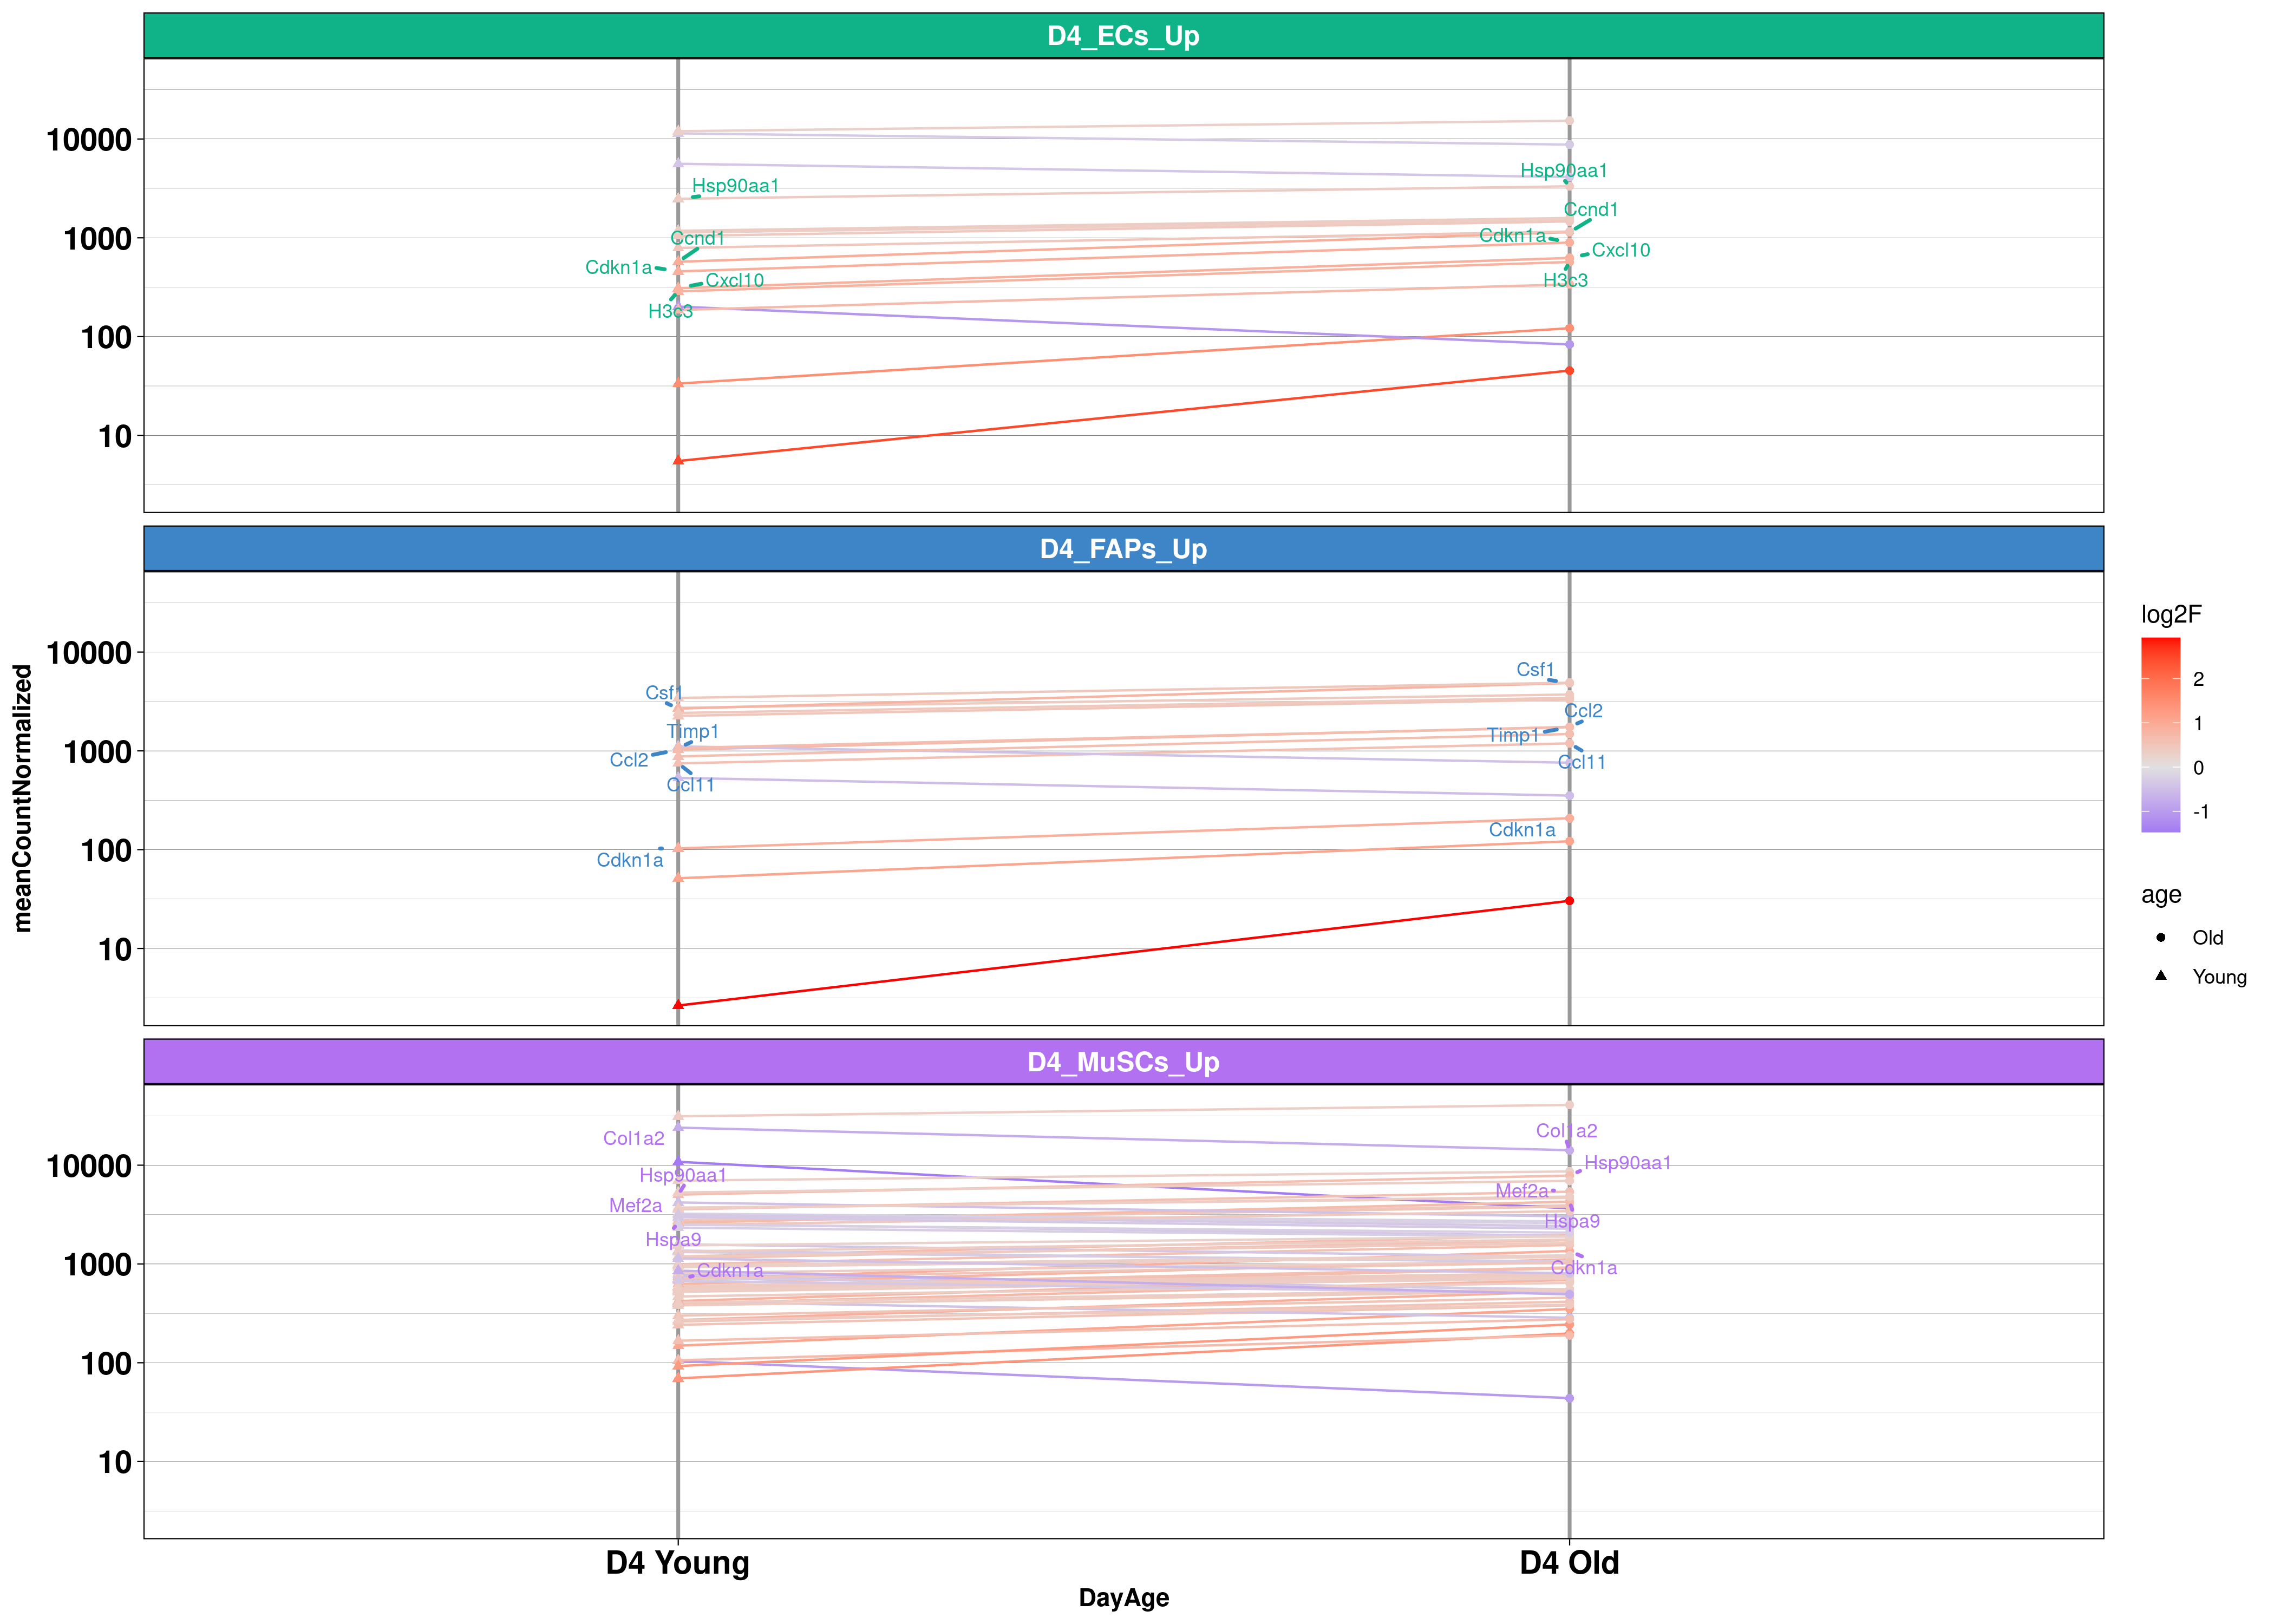 D4_ECs_Up
10000
1000
100
10
Hsp90aa1
Ccnd1
Cdkn1a
Cxcl10
H3c3
Hsp90aa1
Ccnd1
Cdkn1a
Cxcl10
H3c3
D4_FAPs_Up
10000
1000
100
10
Csf1
Timp1
Ccl2
Ccl11
Cdkn1a
Csf1
Ccl2
Timp1
Ccl11
Cdkn1a
D4_MuSCs_Up
10000
1000
100
10
Col1a2
Hsp90aa1
Mef2a
Hspa9
Cdkn1a
Col1a2
Hsp90aa1
Mef2a
Hspa9
Cdkn1a
D4 Young
D4 Old
DayAge
meanCountNormalized
log2F
2
1
0
-1
age
Old
Young